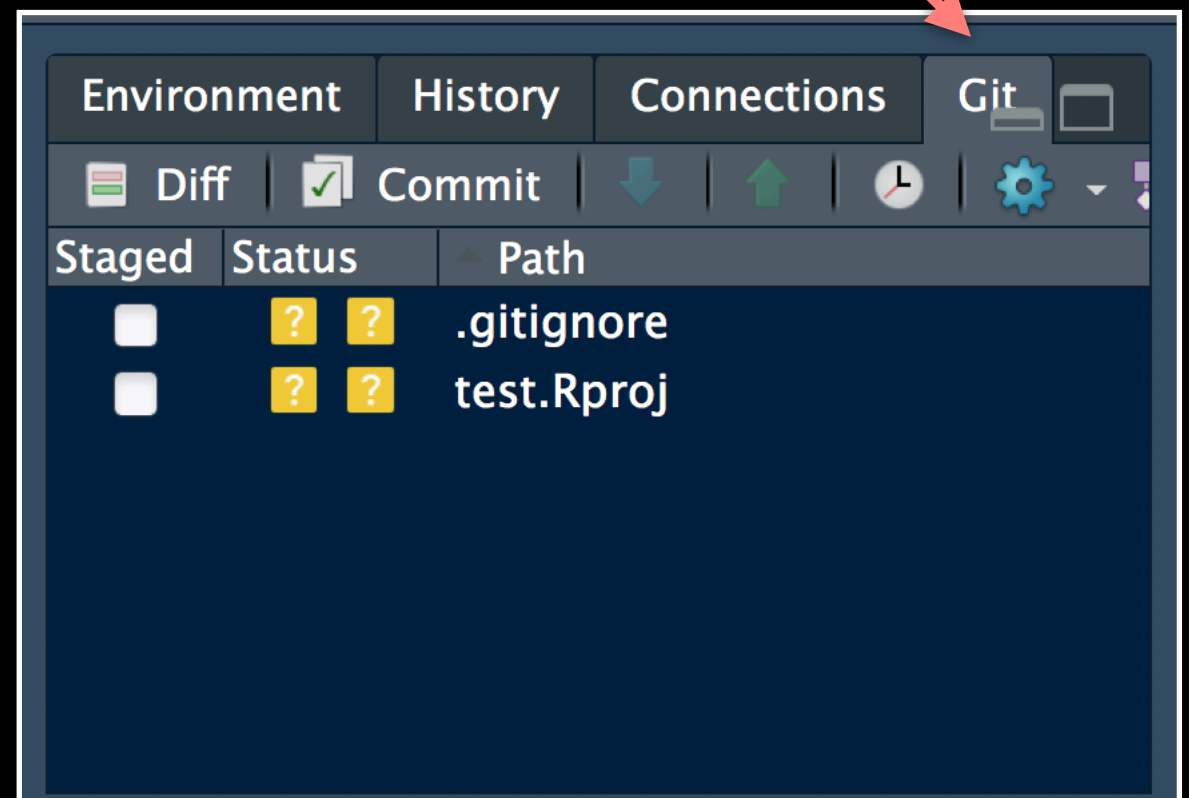 Environment History Connections Git
Diff Commit
Staged Status Path
? ? .gitignore
? ? test.Rproj